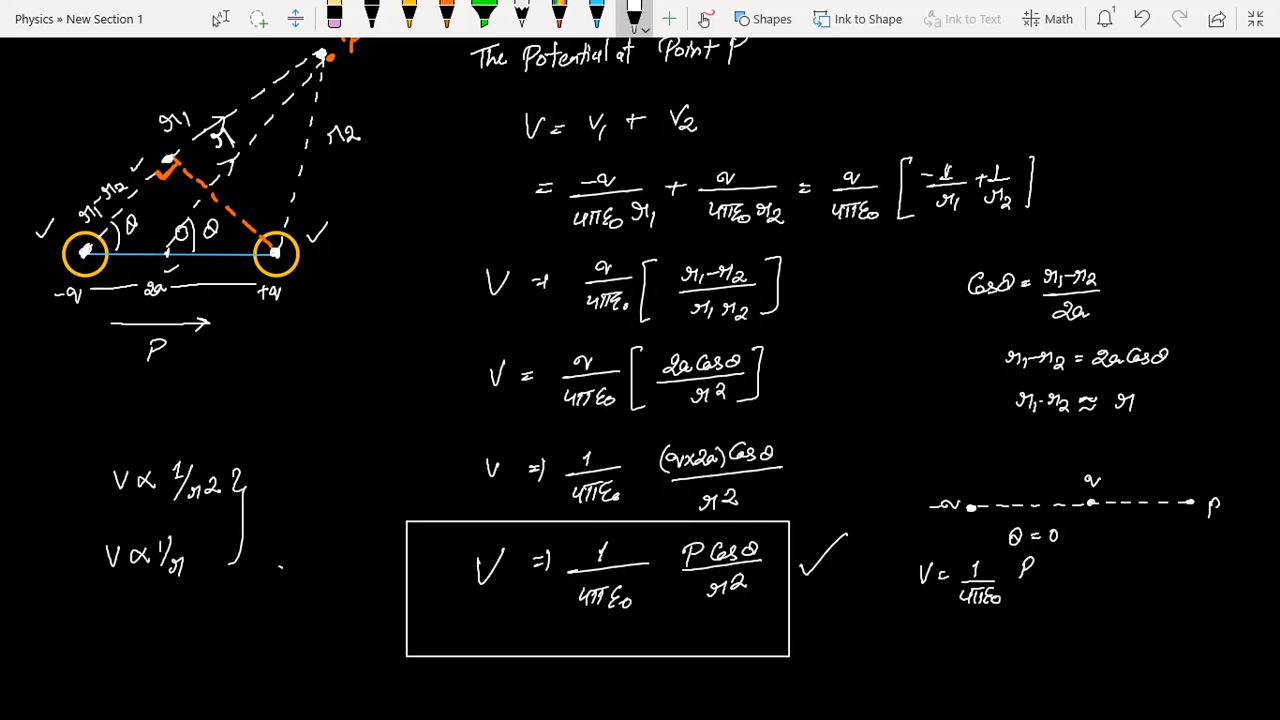 Physics » New Section 1
Shapes
Ink to Shape
Ink to Text
Math
The Potential at Point P
V = V1 + V2
= -q/4πε0 r1 + q/4πε0 r2 = q/4πε0 [-1/r1 + 1/r2]
V ⇒ q/4πε0 [r1-r2/r1 r2]
V = q/4πε0 [2a Cosθ/r2]
V ⇒ 1/4πε0 (q×2a) Cosθ/r2
V ⇒ 1/4πε0 P Cosθ/r2
r1
r
r2
r1-r2
θ
θ
-q
2a
+q
P
V ∝ 1/r2
V ∝ 1/r
Cosθ = r1-r2/2a
r1-r2 = 2a Cosθ
r1-r2 ≈ r
-q
q
P
θ = 0
V = 1/4πε0 P